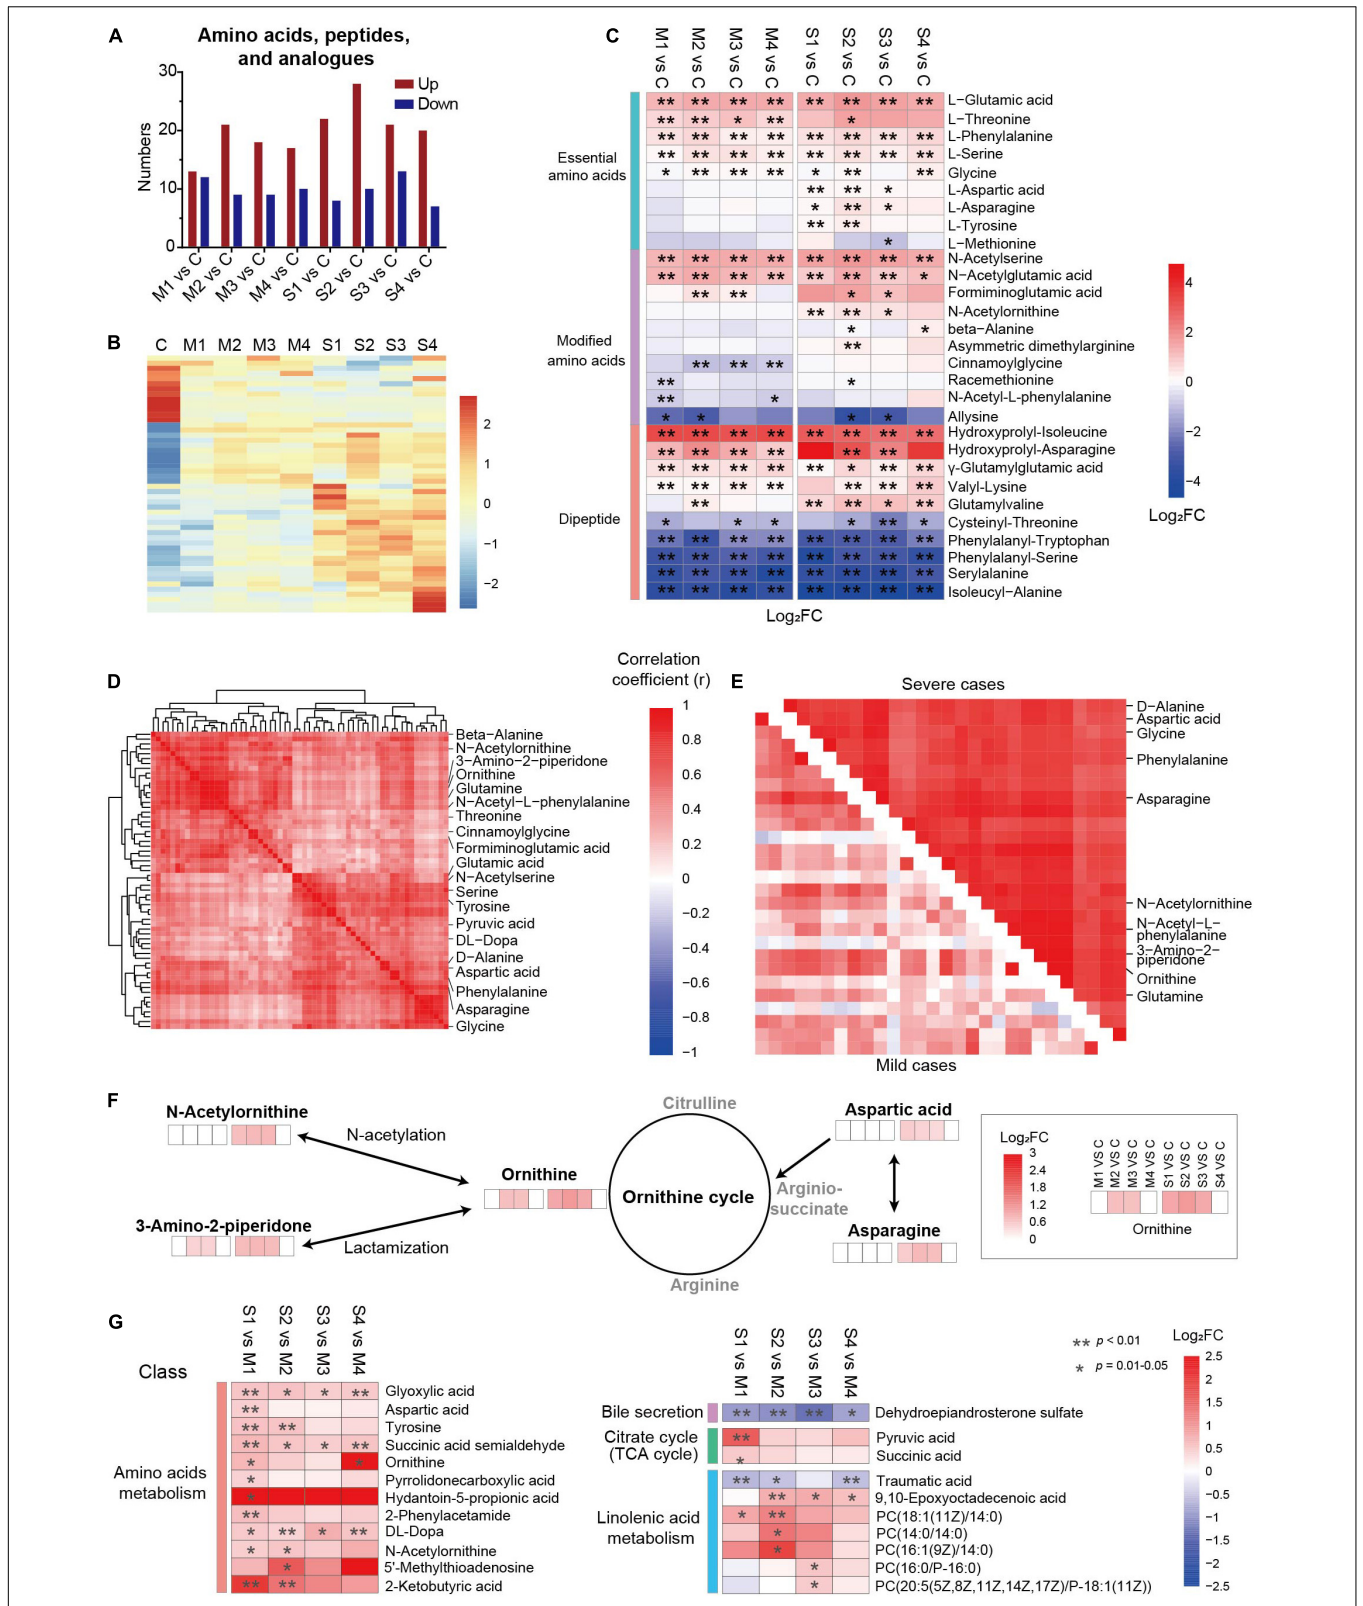 A
Amino acids, peptides,
and analogues
30
20
10
0
Numbers
Up
Down
M1 vs C
M2 vs C
M3 vs C
M4 vs C
S1 vs C
S2 vs C
S3 vs C
S4 vs C
B
C M1 M2 M3 M4 S1 S2 S3 S4
2
1
0
−1
−2
C
M1 vs C
M2 vs C
M3 vs C
M4 vs C
S1 vs C
S2 vs C
S3 vs C
S4 vs C
Essential
amino acids
L−Glutamic acid
L−Threonine
L-Phenylalanine
L-Serine
Glycine
L-Aspartic acid
L-Asparagine
L-Tyrosine
L−Methionine
Modified
amino acids
N-Acetylserine
N−Acetylglutamic acid
Formiminoglutamic acid
N-Acetylornithine
beta−Alanine
Asymmetric dimethylarginine
Cinnamoylglycine
Racemethionine
N-Acetyl-L-phenylalanine
Allysine
Dipeptide
Hydroxyprolyl-Isoleucine
Hydroxyprolyl-Asparagine
γ-Glutamylglutamic acid
Valyl-Lysine
Glutamylvaline
Cysteinyl-Threonine
Phenylalanyl-Tryptophan
Phenylalanyl-Serine
Serylalanine
Isoleucyl−Alanine
Log₂FC
4
2
0
−2
−4
Log₂FC
D
Beta−Alanine
N−Acetylornithine
3−Amino−2−piperidone
Ornithine
Glutamine
N−Acetyl−L−phenylalanine
Threonine
Cinnamoylglycine
Formiminoglutamic acid
Glutamic acid
N−Acetylserine
Serine
Tyrosine
Pyruvic acid
DL−Dopa
D−Alanine
Aspartic acid
Phenylalanine
Asparagine
Glycine
Correlation
coefficient (r)
1
0.8
0.6
0.4
0.2
0
−0.2
−0.4
−0.6
−0.8
−1
E
Severe cases
D−Alanine
Aspartic acid
Glycine
Phenylalanine
Asparagine
N−Acetylornithine
N−Acetyl−L−
phenylalanine
3−Amino−2−
piperidone
Ornithine
Glutamine
Mild cases
F
N-Acetylornithine
N-acetylation
3-Amino-2-piperidone
Lactamization
Ornithine
Citrulline
Ornithine cycle
Arginio-
succinate
Arginine
Aspartic acid
Asparagine
Log₂FC
3
2.4
1.8
1.2
0.6
0
M1 VS C
M2 VS C
M3 VS C
M4 VS C
S1 VS C
S2 VS C
S3 VS C
S4 VS C
Ornithine
G
Class
S1 vs M1
S2 vs M2
S3 vs M3
S4 vs M4
Amino acids
metabolism
Glyoxylic acid
Aspartic acid
Tyrosine
Succinic acid semialdehyde
Ornithine
Pyrrolidonecarboxylic acid
Hydantoin-5-propionic acid
2-Phenylacetamide
DL-Dopa
N-Acetylornithine
5'-Methylthioadenosine
2-Ketobutyric acid
S1 vs M1
S2 vs M2
S3 vs M3
S4 vs M4
Bile secretion
Dehydroepiandrosterone sulfate
Citrate cycle
(TCA cycle)
Pyruvic acid
Succinic acid
Linolenic acid
metabolism
Traumatic acid
9,10-Epoxyoctadecenoic acid
PC(18:1(11Z)/14:0)
PC(14:0/14:0)
PC(16:1(9Z)/14:0)
PC(16:0/P-16:0)
PC(20:5(5Z,8Z,11Z,14Z,17Z)/P-18:1(11Z))
** p < 0.01
* p = 0.01-0.05
Log₂FC
2.5
2
1.5
1
0.5
0
−0.5
−1
−1.5
−2
−2.5